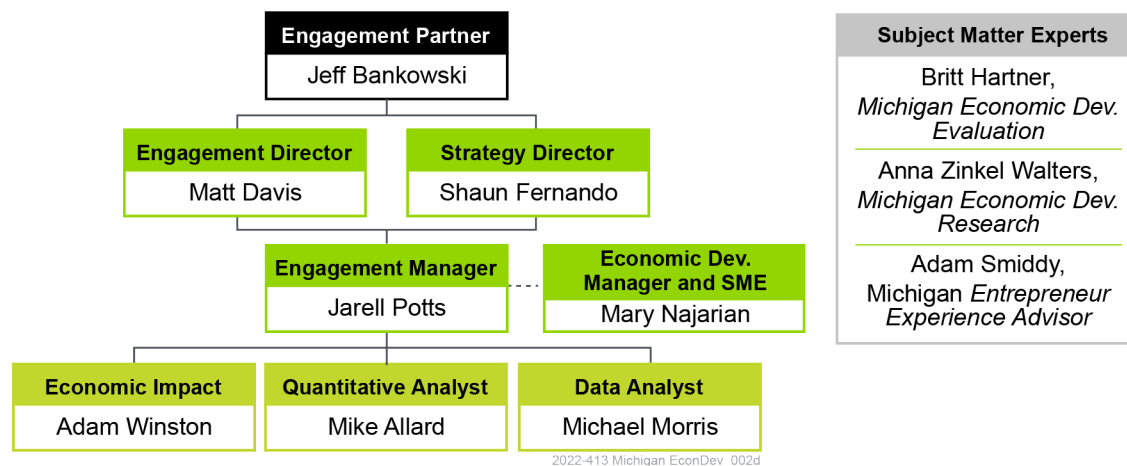 Engagement Partner
Jeff Bankowski
Engagement Director
Matt Davis
Strategy Director
Shaun Fernando
Engagement Manager
Jarell Potts
Economic Dev.
Manager and SME
Mary Najarian
Economic Impact
Adam Winston
Quantitative Analyst
Mike Allard
Data Analyst
Michael Morris
2022-413 Michigan EconDev_002d
Subject Matter Experts
Britt Hartner,
Michigan Economic Dev.
Evaluation
Anna Zinkel Walters,
Michigan Economic Dev.
Research
Adam Smiddy,
Michigan Entrepreneur
Experience Advisor